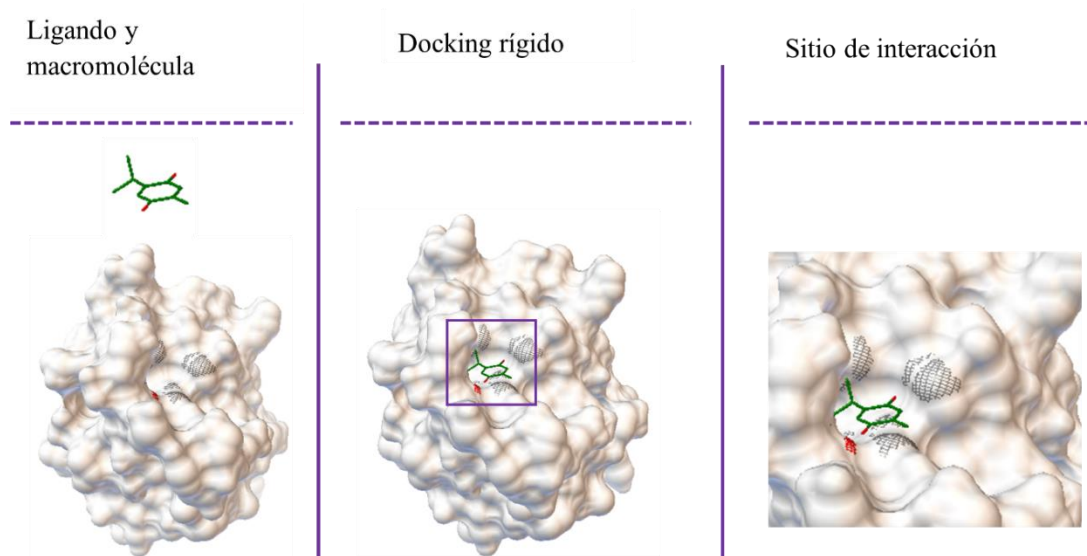 Ligando y
macromolécula
Docking rígido
Sitio de interacción